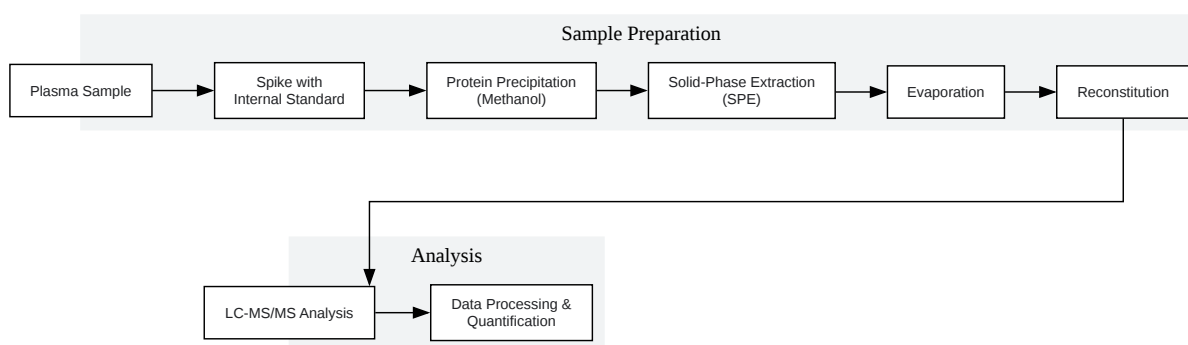 Sample Preparation
Plasma Sample
Spike with
Internal Standard
Protein Precipitation
(Methanol)
Solid-Phase Extraction
(SPE)
Evaporation
Reconstitution
Analysis
LC-MS/MS Analysis
Data Processing &
Quantification